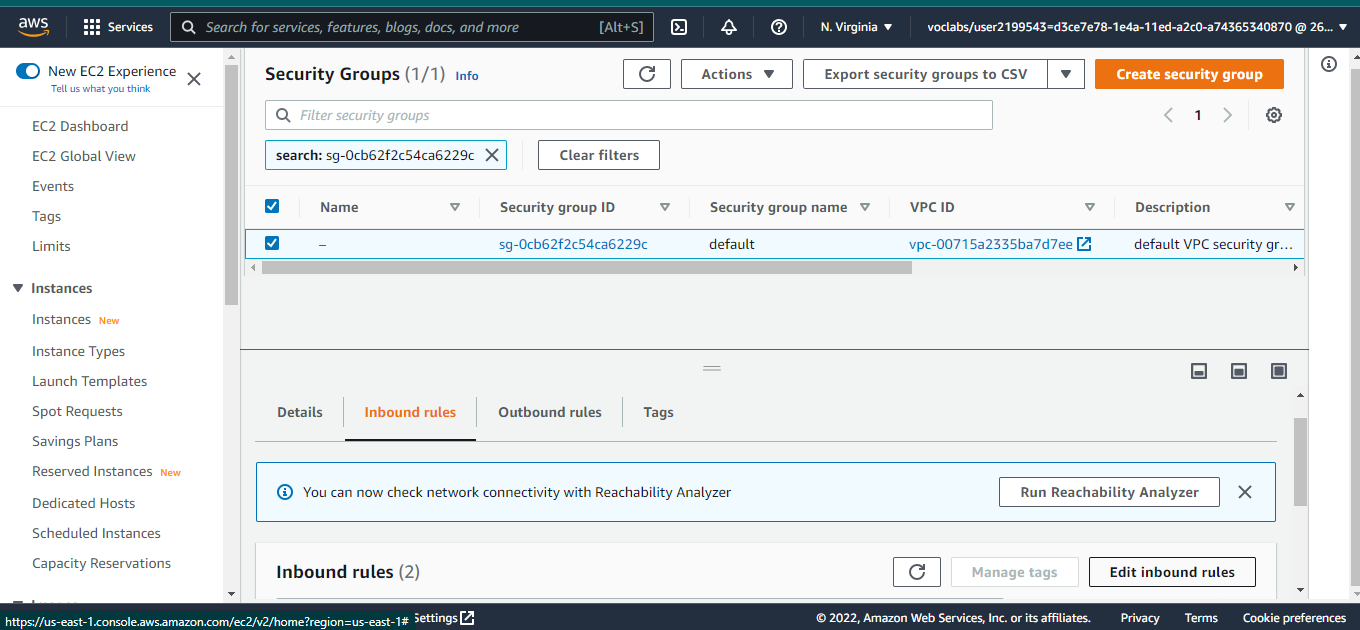 aws
Services
Search for services, features, blogs, docs, and more [Alt+S]
N. Virginia
voclabs/user2199543=d3ce7e78-1e4a-11ed-a2c0-a74365340870 @ 26...
New EC2 Experience
Tell us what you think
EC2 Dashboard
EC2 Global View
Events
Tags
Limits
Instances
Instances New
Instance Types
Launch Templates
Spot Requests
Savings Plans
Reserved Instances New
Dedicated Hosts
Scheduled Instances
Capacity Reservations
Security Groups (1/1) Info
Actions
Export security groups to CSV
Create security group
Filter security groups
1
search: sg-0cb62f2c54ca6229c
Clear filters
Name Security group ID Security group name VPC ID Description
– sg-0cb62f2c54ca6229c default vpc-00715a2335ba7d7ee default VPC security gr...
Details Inbound rules Outbound rules Tags
You can now check network connectivity with Reachability Analyzer
Run Reachability Analyzer
Inbound rules (2)
Manage tags
Edit inbound rules
https://us-east-1.console.aws.amazon.com/ec2/v2/home?region=us-east-1#
© 2022, Amazon Web Services, Inc. or its affiliates. Privacy Terms Cookie preferences